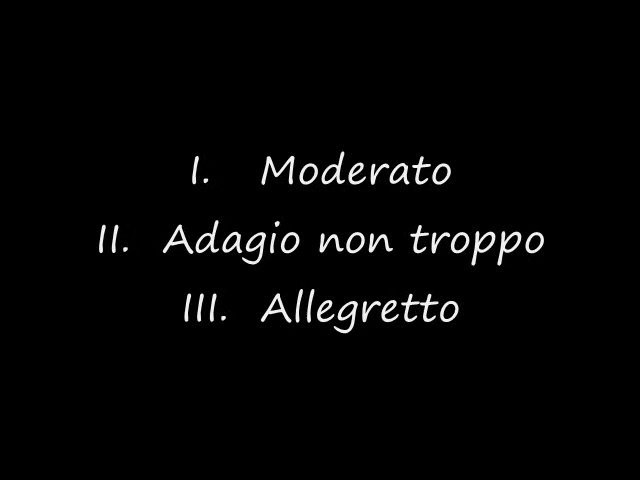 I. Moderato
II. Adagio non troppo
III. Allegretto